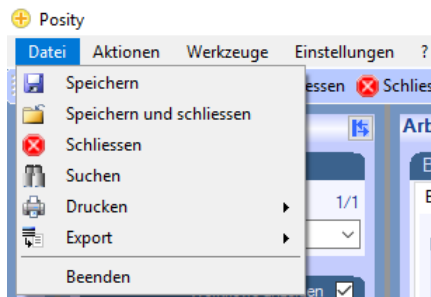 Posity
Datei Aktionen Werkzeuge Einstellungen ?
Speichern
Speichern und schliessen
Schliessen
Suchen
Drucken
Export
Beenden
1/1